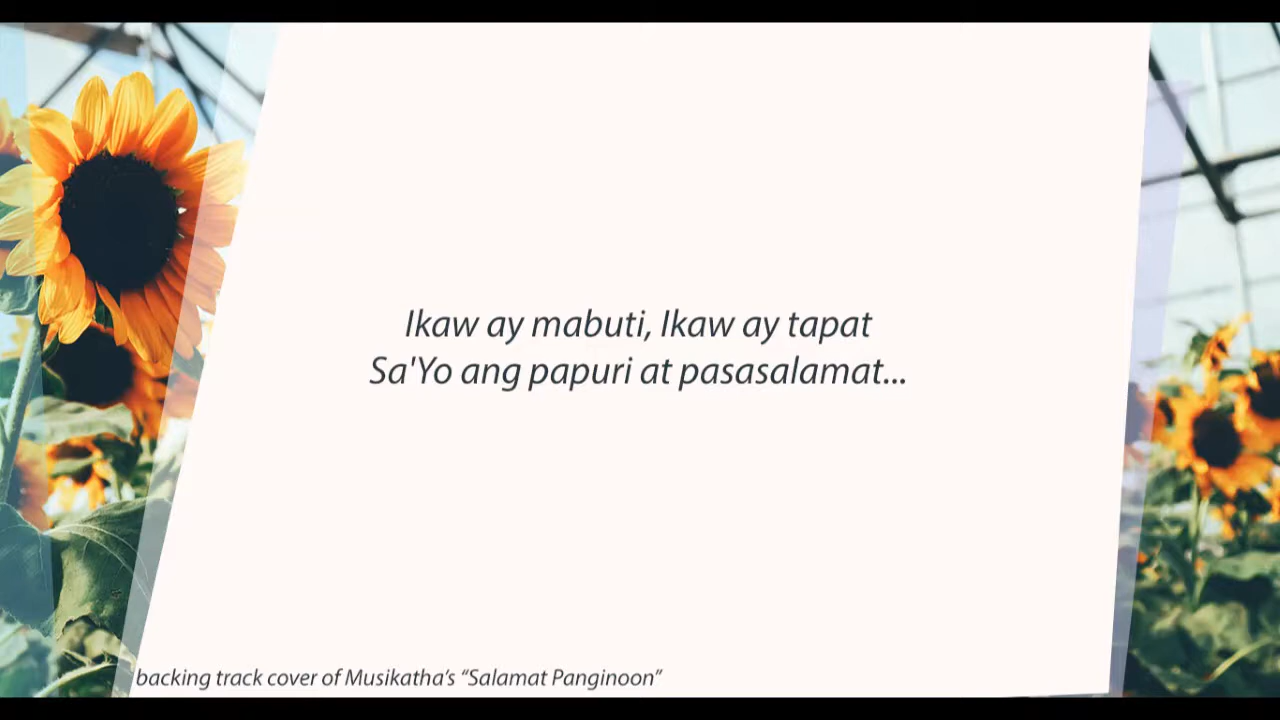 Ikaw ay mabuti, Ikaw ay tapat
Sa'Yo ang papuri at pasasalamat...
backing track cover of Musikatha's “Salamat Panginoon”